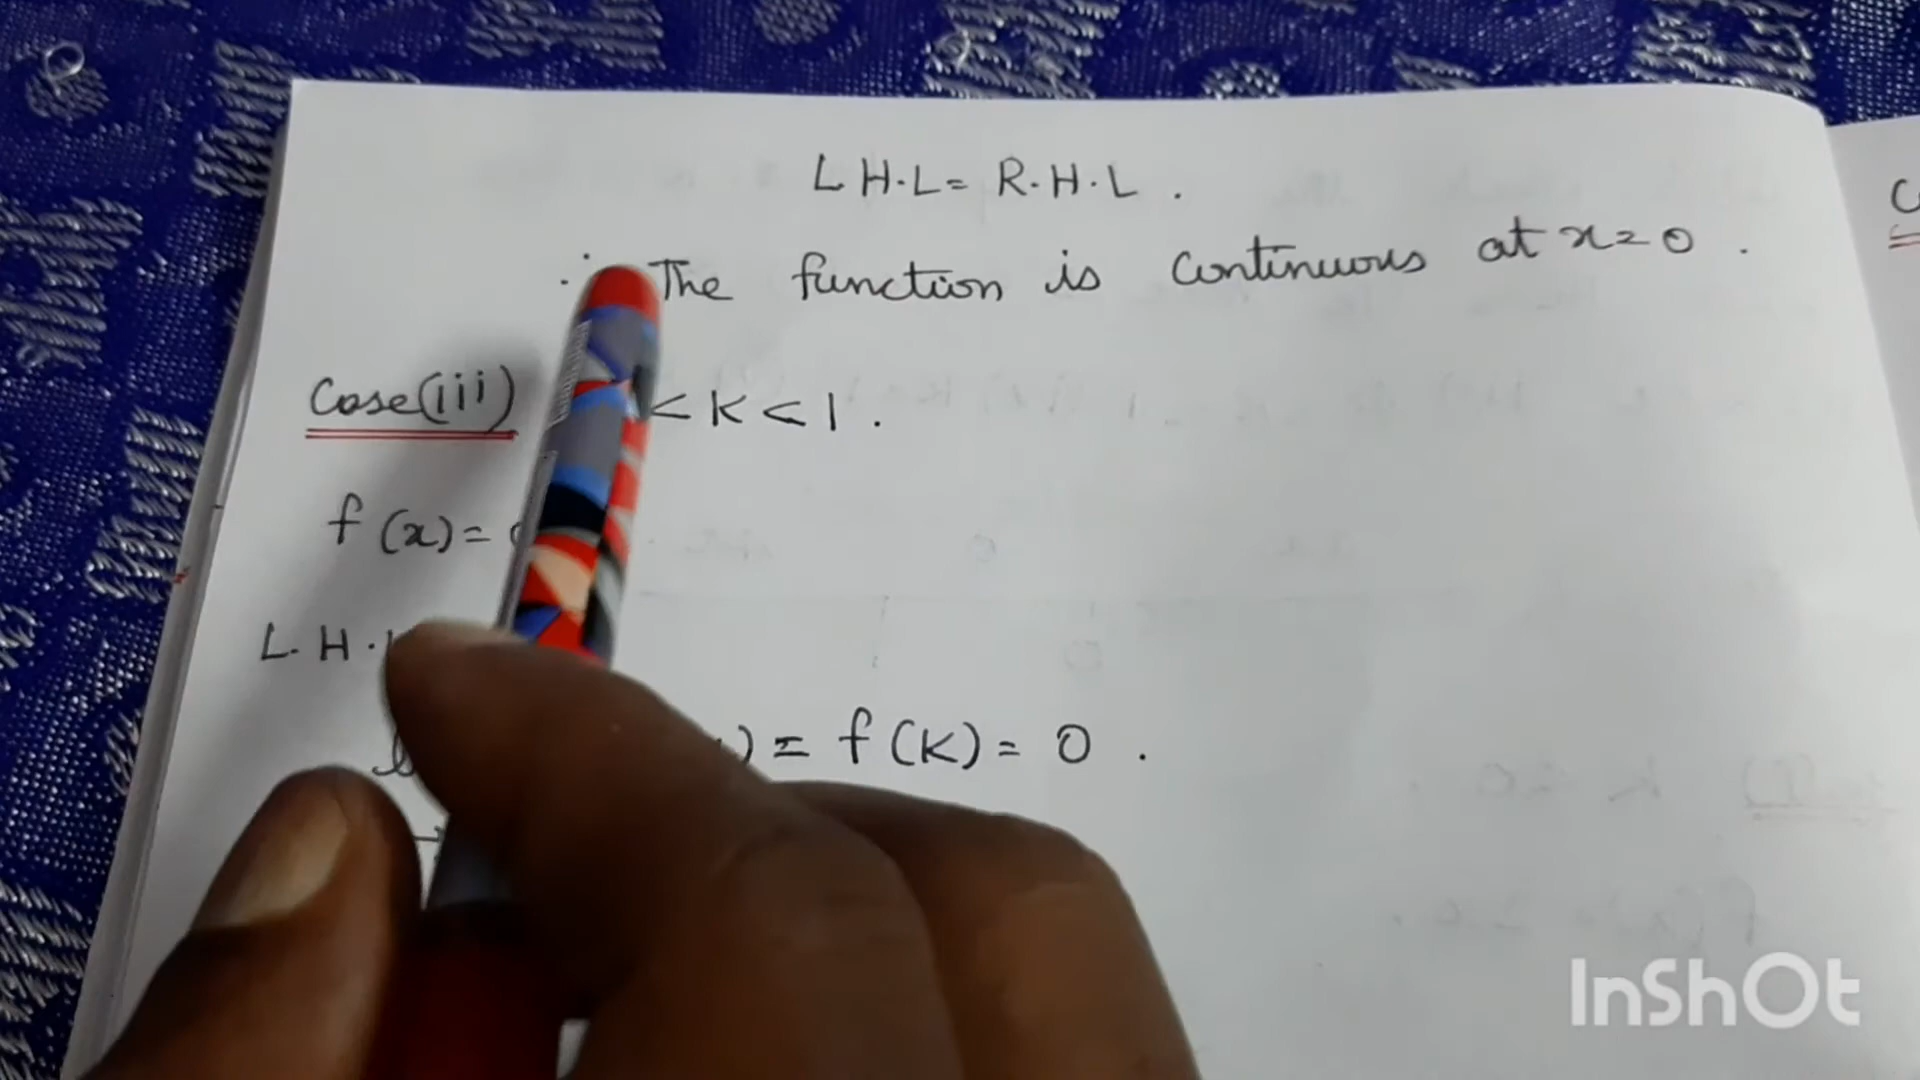 L H.L = R.H.L .
∴ The function is continuous at x=0 .
Case(iii) < K < 1 .
f(x) =
L. H .
) = f(K) = 0 .
InShOt